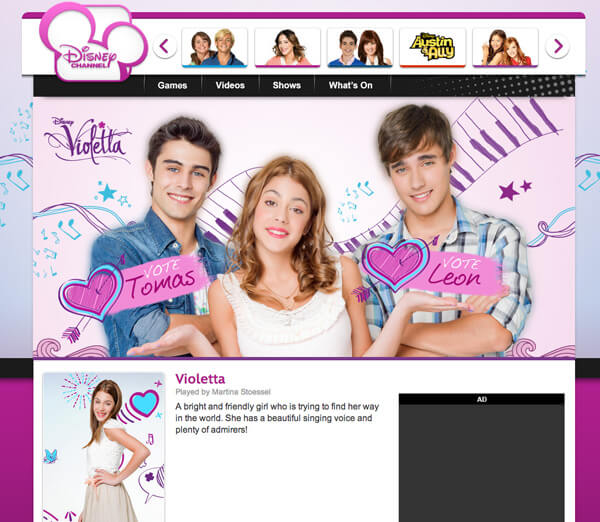 Disney
CHANNEL
Disney
AUSTIN
& ALLY
Games
Videos
Shows
What's On
Disney
Violetta
VOTE
Tomas
VOTE
Leon
Violetta
Played by Martina Stoessel
A bright and friendly girl who is trying to find her way
in the world. She has a beautiful singing voice and
plenty of admirers!
AD